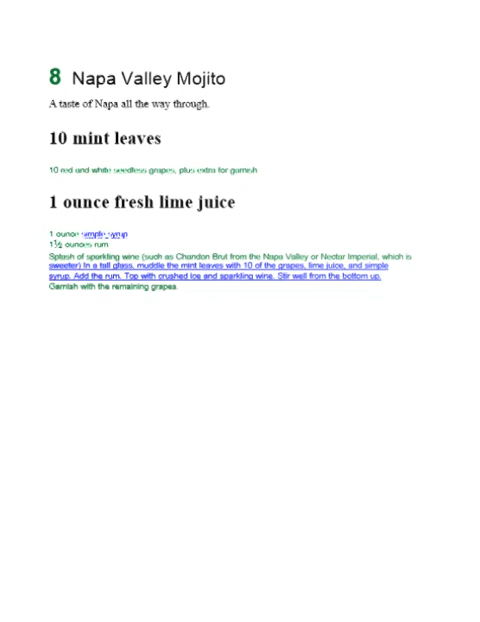 8 Napa Valley Mojito
A taste of Napa all the way through.
10 mint leaves
10 red and white seedless grapes, plus extra for garnish
1 ounce fresh lime juice
1 ounce simple syrup
1½ ounces rum
Splash of sparkling wine (such as Chandon Brut from the Napa Valley or Nectar Imperial, which is
sweeter) In a tall glass, muddle the mint leaves with 10 of the grapes, lime juice, and simple
syrup. Add the rum. Top with crushed ice and sparkling wine. Stir well from the bottom up.
Garnish with the remaining grapes.